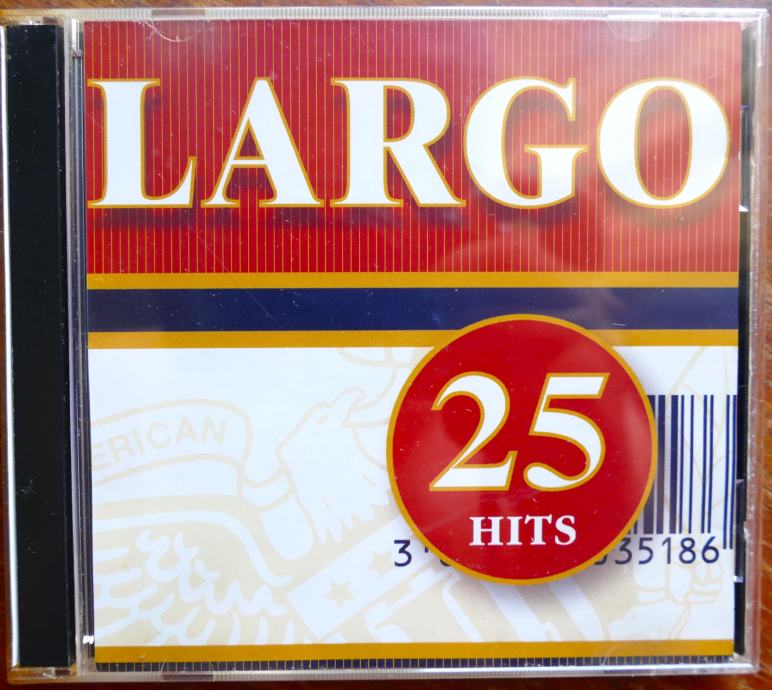 LARGO
25
HITS
ERICAN
3 35186